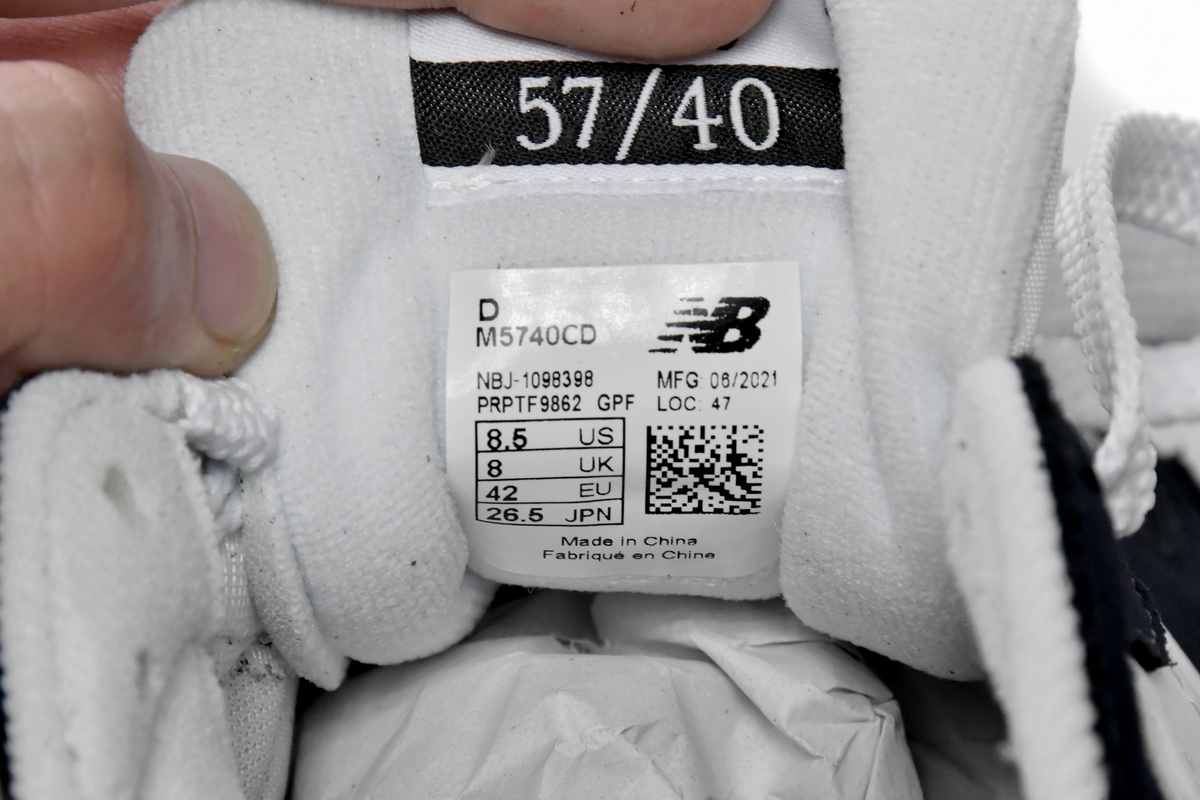 57/40
D
M5740CD
NB
NBJ-1098398 MFG: 06/2021
PRPTF9862 GPF LOC: 47
8.5 US
8 UK
42 EU
26.5 JPN
Made in China
Fabriqué en Chine